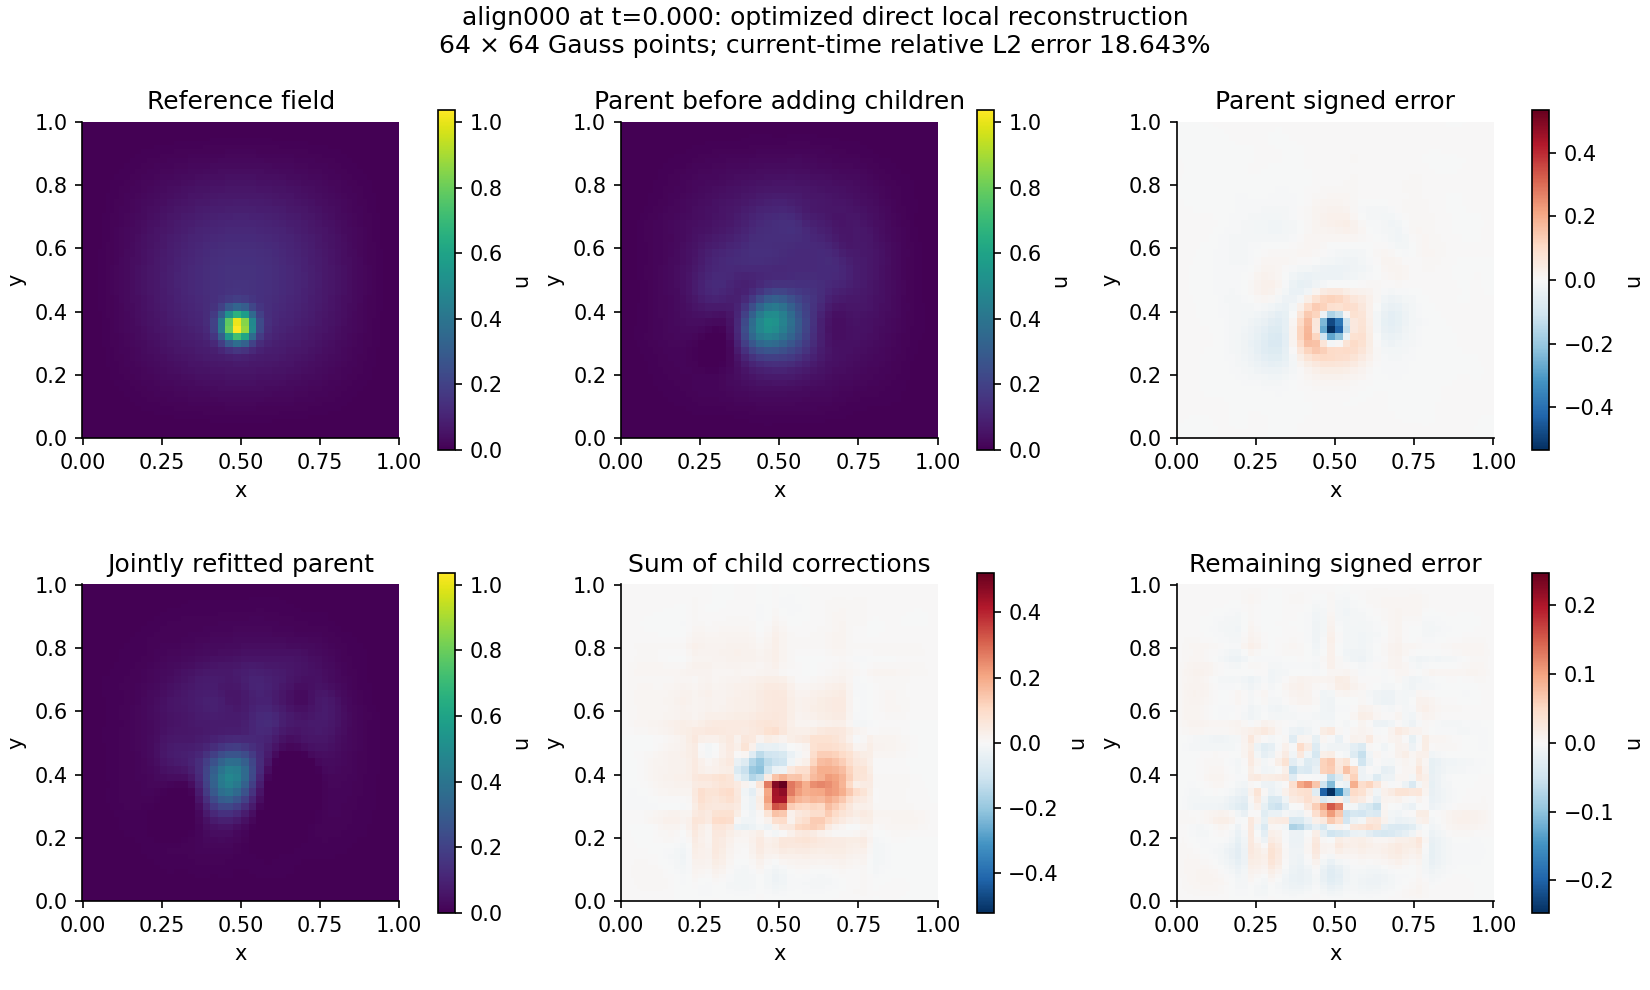 align000 at t=0.000: optimized direct local reconstruction
64 × 64 Gauss points; current-time relative L2 error 18.643%
Reference field
1.0
0.8
0.6
0.4
0.2
0.0
y
0.00 0.25 0.50 0.75 1.00
x
1.0
0.8
0.6
0.4
0.2
0.0
u
Parent before adding children
1.0
0.8
0.6
0.4
0.2
0.0
y
0.00 0.25 0.50 0.75 1.00
x
1.0
0.8
0.6
0.4
0.2
0.0
u
Parent signed error
1.0
0.8
0.6
0.4
0.2
0.0
y
0.00 0.25 0.50 0.75 1.00
x
0.4
0.2
0.0
−0.2
−0.4
u
Jointly refitted parent
1.0
0.8
0.6
0.4
0.2
0.0
y
0.00 0.25 0.50 0.75 1.00
x
1.0
0.8
0.6
0.4
0.2
0.0
u
Sum of child corrections
1.0
0.8
0.6
0.4
0.2
0.0
y
0.00 0.25 0.50 0.75 1.00
x
0.4
0.2
0.0
−0.2
−0.4
u
Remaining signed error
1.0
0.8
0.6
0.4
0.2
0.0
y
0.00 0.25 0.50 0.75 1.00
x
0.2
0.1
0.0
−0.1
−0.2
u